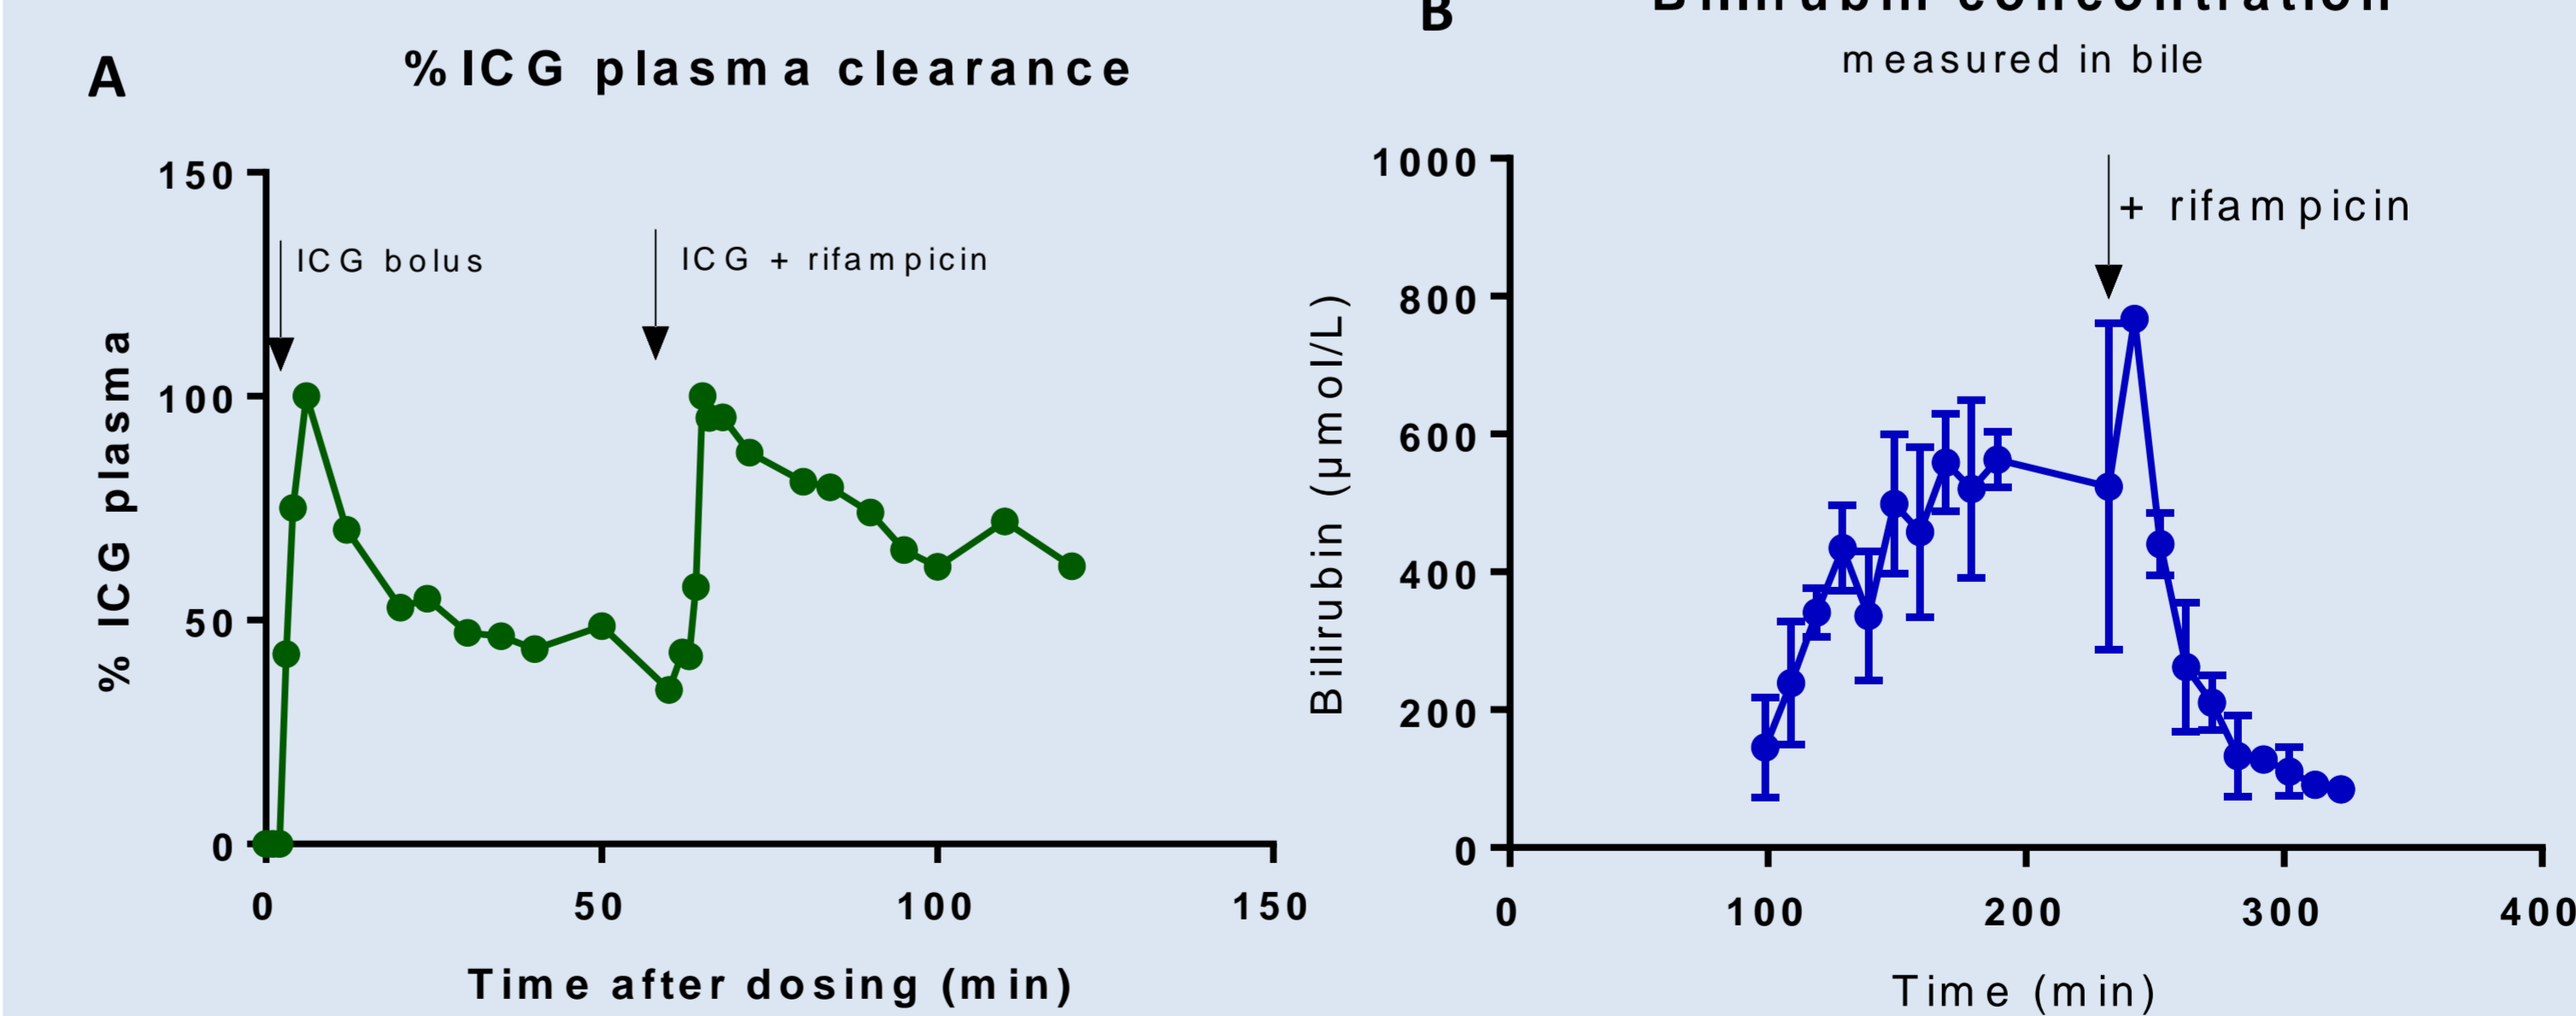 A
% ICG plasma clearance
150
100
50
0
% ICG plasma
ICG bolus
ICG + rifampicin
0 50 100 150
Time after dosing (min)
B
Bilirubin concentration
measured in bile
1000
800
600
400
200
0
Bilirubin (µmol/L)
+ rifampicin
0 100 200 300 400
Time (min)